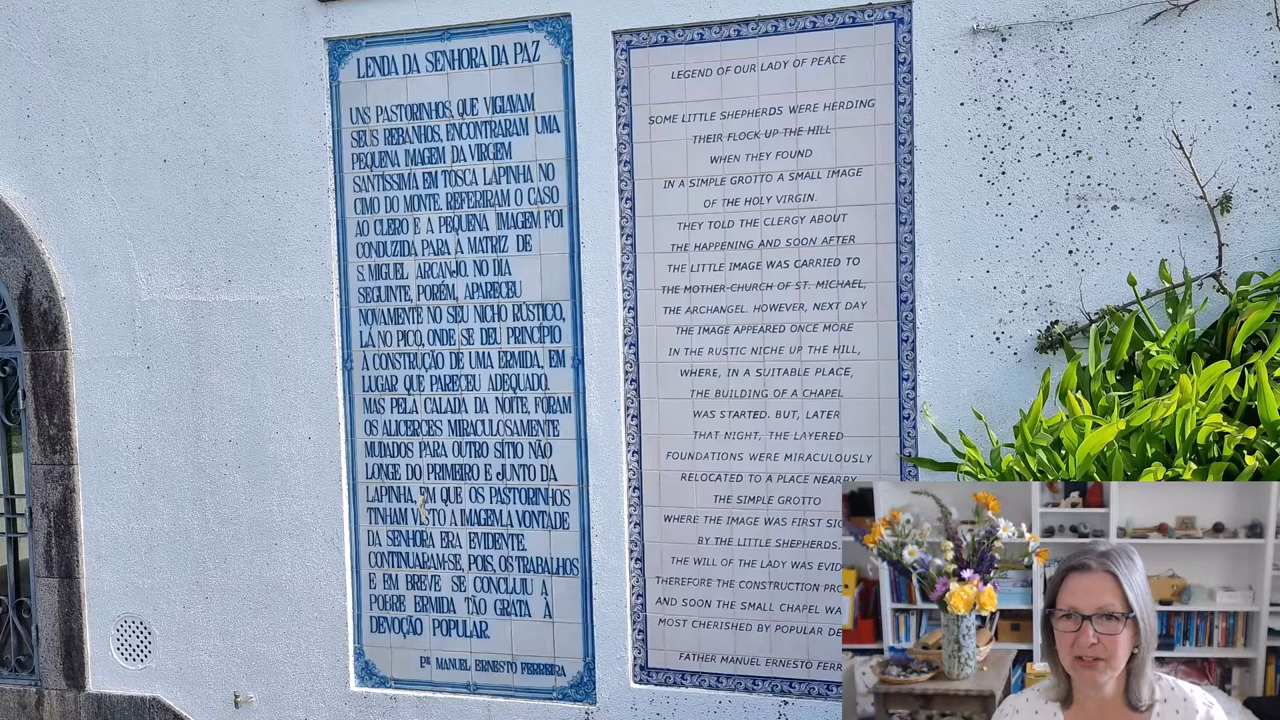 LENDA DA SENHORA DA PAZ
UNS PASTORINHOS, QUE VIGIAVAM
SEUS REBANHOS, ENCONTRARAM UMA
PEQUENA IMAGEM DA VIRGEM
SANTÍSSIMA EM TOSCA LAPINHA NO
CIMO DO MONTE. REFERIRAM O CASO
AO CLERO E A PEQUENA IMAGEM FOI
CONDUZIDA PARA A MATRIZ DE
S. MIGUEL ARCANJO. NO DIA
SEGUINTE, PORÉM, APARECEU
NOVAMENTE NO SEU NICHO RÚSTICO,
LÁ NO PICO, ONDE SE DEU PRINCÍPIO
À CONSTRUÇÃO DE UMA ERMIDA, EM
LUGAR QUE PARECEU ADEQUADO.
MAS PELA CALADA DA NOITE, FORAM
OS ALICERCES MIRACULOSAMENTE
MUDADOS PARA OUTRO SÍTIO NÃO
LONGE DO PRIMEIRO E JUNTO DA
LAPINHA, EM QUE OS PASTORINHOS
TINHAM VISTO A IMAGEM. A VONTADE
DA SENHORA ERA EVIDENTE.
CONTINUARAM-SE, POIS, OS TRABALHOS
E EM BREVE SE CONCLUIU A
POBRE ERMIDA TÃO GRATA À
DEVOÇÃO POPULAR.
Pe. MANUEL ERNESTO FERREIRA
LEGEND OF OUR LADY OF PEACE
SOME LITTLE SHEPHERDS WERE HERDING
THEIR FLOCK UP THE HILL
WHEN THEY FOUND
IN A SIMPLE GROTTO A SMALL IMAGE
OF THE HOLY VIRGIN.
THEY TOLD THE CLERGY ABOUT
THE HAPPENING AND SOON AFTER
THE LITTLE IMAGE WAS CARRIED TO
THE MOTHER-CHURCH OF ST. MICHAEL,
THE ARCHANGEL. HOWEVER, NEXT DAY
THE IMAGE APPEARED ONCE MORE
IN THE RUSTIC NICHE UP THE HILL,
WHERE, IN A SUITABLE PLACE,
THE BUILDING OF A CHAPEL
WAS STARTED. BUT, LATER
THAT NIGHT, THE LAYERED
FOUNDATIONS WERE MIRACULOUSLY
RELOCATED TO A PLACE NEARBY
THE SIMPLE GROTTO
WHERE THE IMAGE WAS FIRST
BY THE LITTLE SHEPHERDS.
THE WILL OF THE LADY WAS
THEREFORE THE CONSTRUCTION
AND SOON THE SMALL CHAPEL
MOST CHERISHED BY POPULAR
FATHER MANUEL ERNESTO